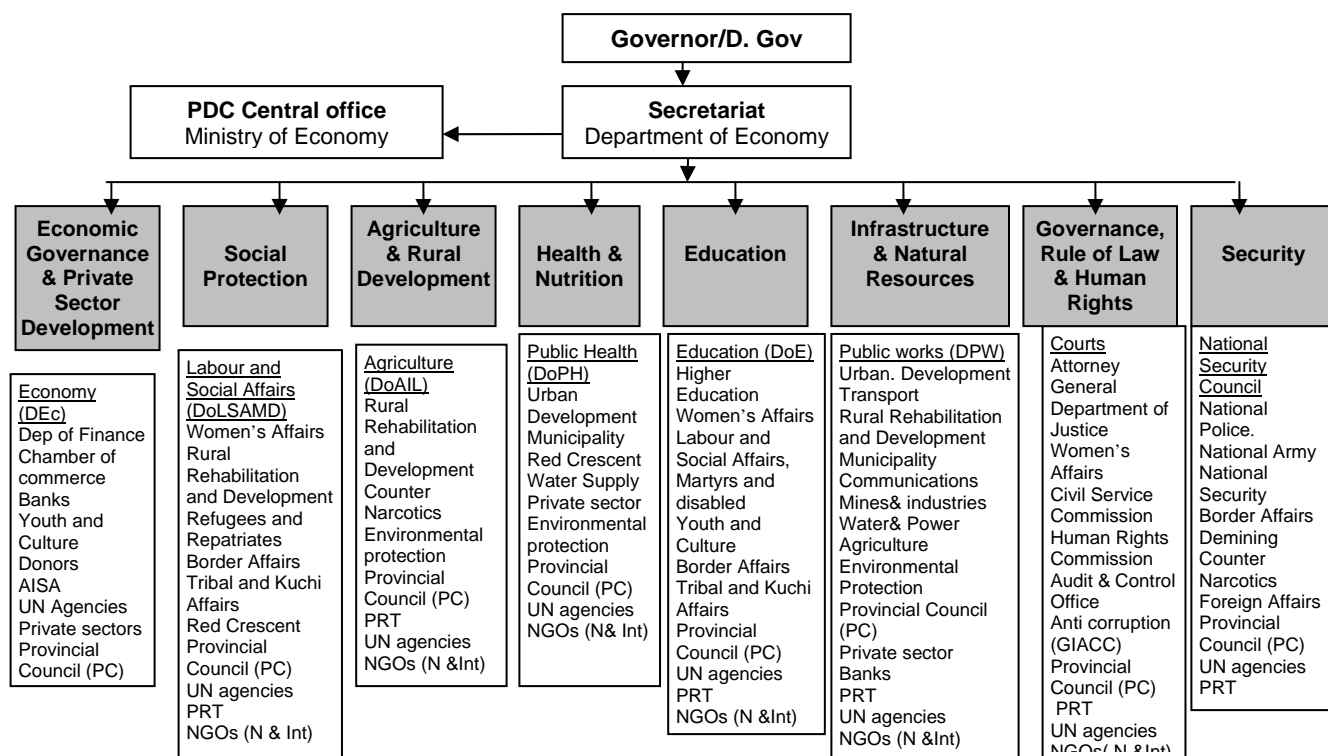 Governor/D. Gov
PDC Central office
Ministry of Economy
Secretariat
Department of Economy
Economic
Governance
& Private
Sector
Development
Social
Protection
Agriculture
& Rural
Development
Health &
Nutrition
Education
Infrastructure
& Natural
Resources
Governance,
Rule of Law
& Human
Rights
Security
Economy
(DEc)
Dep of Finance
Chamber of
commerce
Banks
Youth and
Culture
Donors
AISA
UN Agencies
Private sectors
Provincial
Council (PC)
Labour and
Social Affairs
(DoLSAMD)
Women's Affairs
Rural
Rehabilitation
and Development
Refugees and
Repatriates
Border Affairs
Tribal and Kuchi
Affairs
Red Crescent
Provincial
Council (PC)
UN agencies
PRT
NGOs (N & Int)
Agriculture
(DoAIL)
Rural
Rehabilitation
and
Development
Counter
Narcotics
Environmental
protection
Provincial
Council (PC)
PRT
UN agencies
NGOs (N &Int)
Public Health
(DoPH)
Urban
Development
Municipality
Red Crescent
Water Supply
Private sector
Environmental
protection
Provincial
Council (PC)
UN agencies
NGOs (N& Int)
Education (DoE)
Higher
Education
Women's Affairs
Labour and
Social Affairs,
Martyrs and
disabled
Youth and
Culture
Border Affairs
Tribal and Kuchi
Affairs
Provincial
Council (PC)
UN agencies
PRT
NGOs (N &Int)
Public works (DPW)
Urban. Development
Transport
Rural Rehabilitation
and Development
Municipality
Communications
Mines& industries
Water& Power
Agriculture
Environmental
Protection
Provincial Council
(PC)
Private sector
Banks
PRT
UN agencies
NGOs (N &Int)
Courts
Attorney
General
Department of
Justice
Women's
Affairs
Civil Service
Commission
Human Rights
Commission
Audit & Control
Office
Anti corruption
(GIACC)
Provincial
Council (PC)
PRT
UN agencies
NGOs( N &Int)
National
Security
Council
National
Police.
National Army
National
Security
Border Affairs
Demining
Counter
Narcotics
Foreign Affairs
Provincial
Council (PC)
UN agencies
PRT